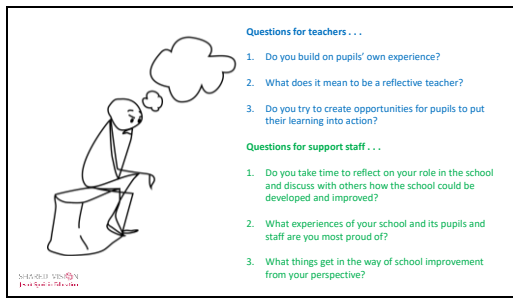 Questions for teachers . . .
1. Do you build on pupils' own experience?
2. What does it mean to be a reflective teacher?
3. Do you try to create opportunities for pupils to put
their learning into action?
Questions for support staff . . .
1. Do you take time to reflect on your role in the school
and discuss with others how the school could be
developed and improved?
2. What experiences of your school and its pupils and
staff are you most proud of?
3. What things get in the way of school improvement
from your perspective?
SHARED VISION
Jesuit Spirit in Education